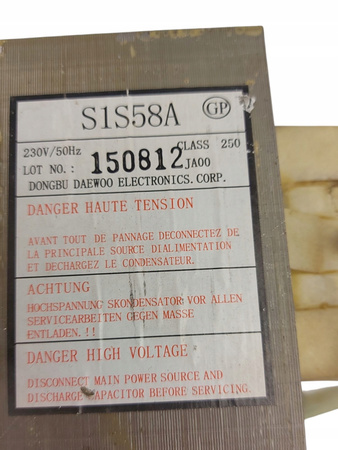 S1S58A GP
230V/50Hz CLASS 250
LOT NO.: 150812 JA00
DONGBU DAEWOO ELECTRONICS.CORP.
DANGER HAUTE TENSION
AVANT TOUT DE PANNAGE DECONNECTEZ DE
LA PRINCIPALE SOURCE DIALIMENTATION
ET DECHARGEZ LE CONDENSATEUR.
ACHTUNG
HOCHSPANNUNG SKONDENSATOR VOR ALLEN
SERVICEARBEITEN GEGEN MASSE
ENTLADEN.!!
DANGER HIGH VOLTAGE
DISCONNECT MAIN POWER SOURCE AND
DISCHARGE CAPACITOR BEFORE SERVICING.